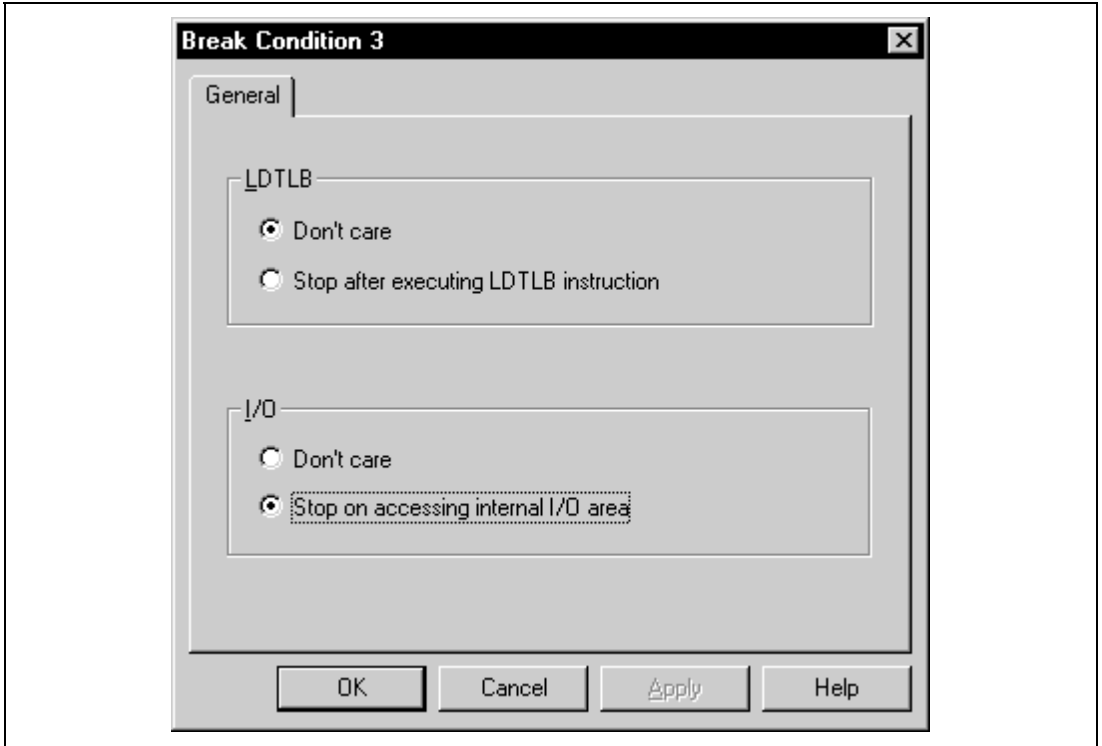 Break Condition 3
General
LDTLB
Don't care
Stop after executing LDTLB instruction
I/O
Don't care
Stop on accessing internal I/O area
OK Cancel Apply Help